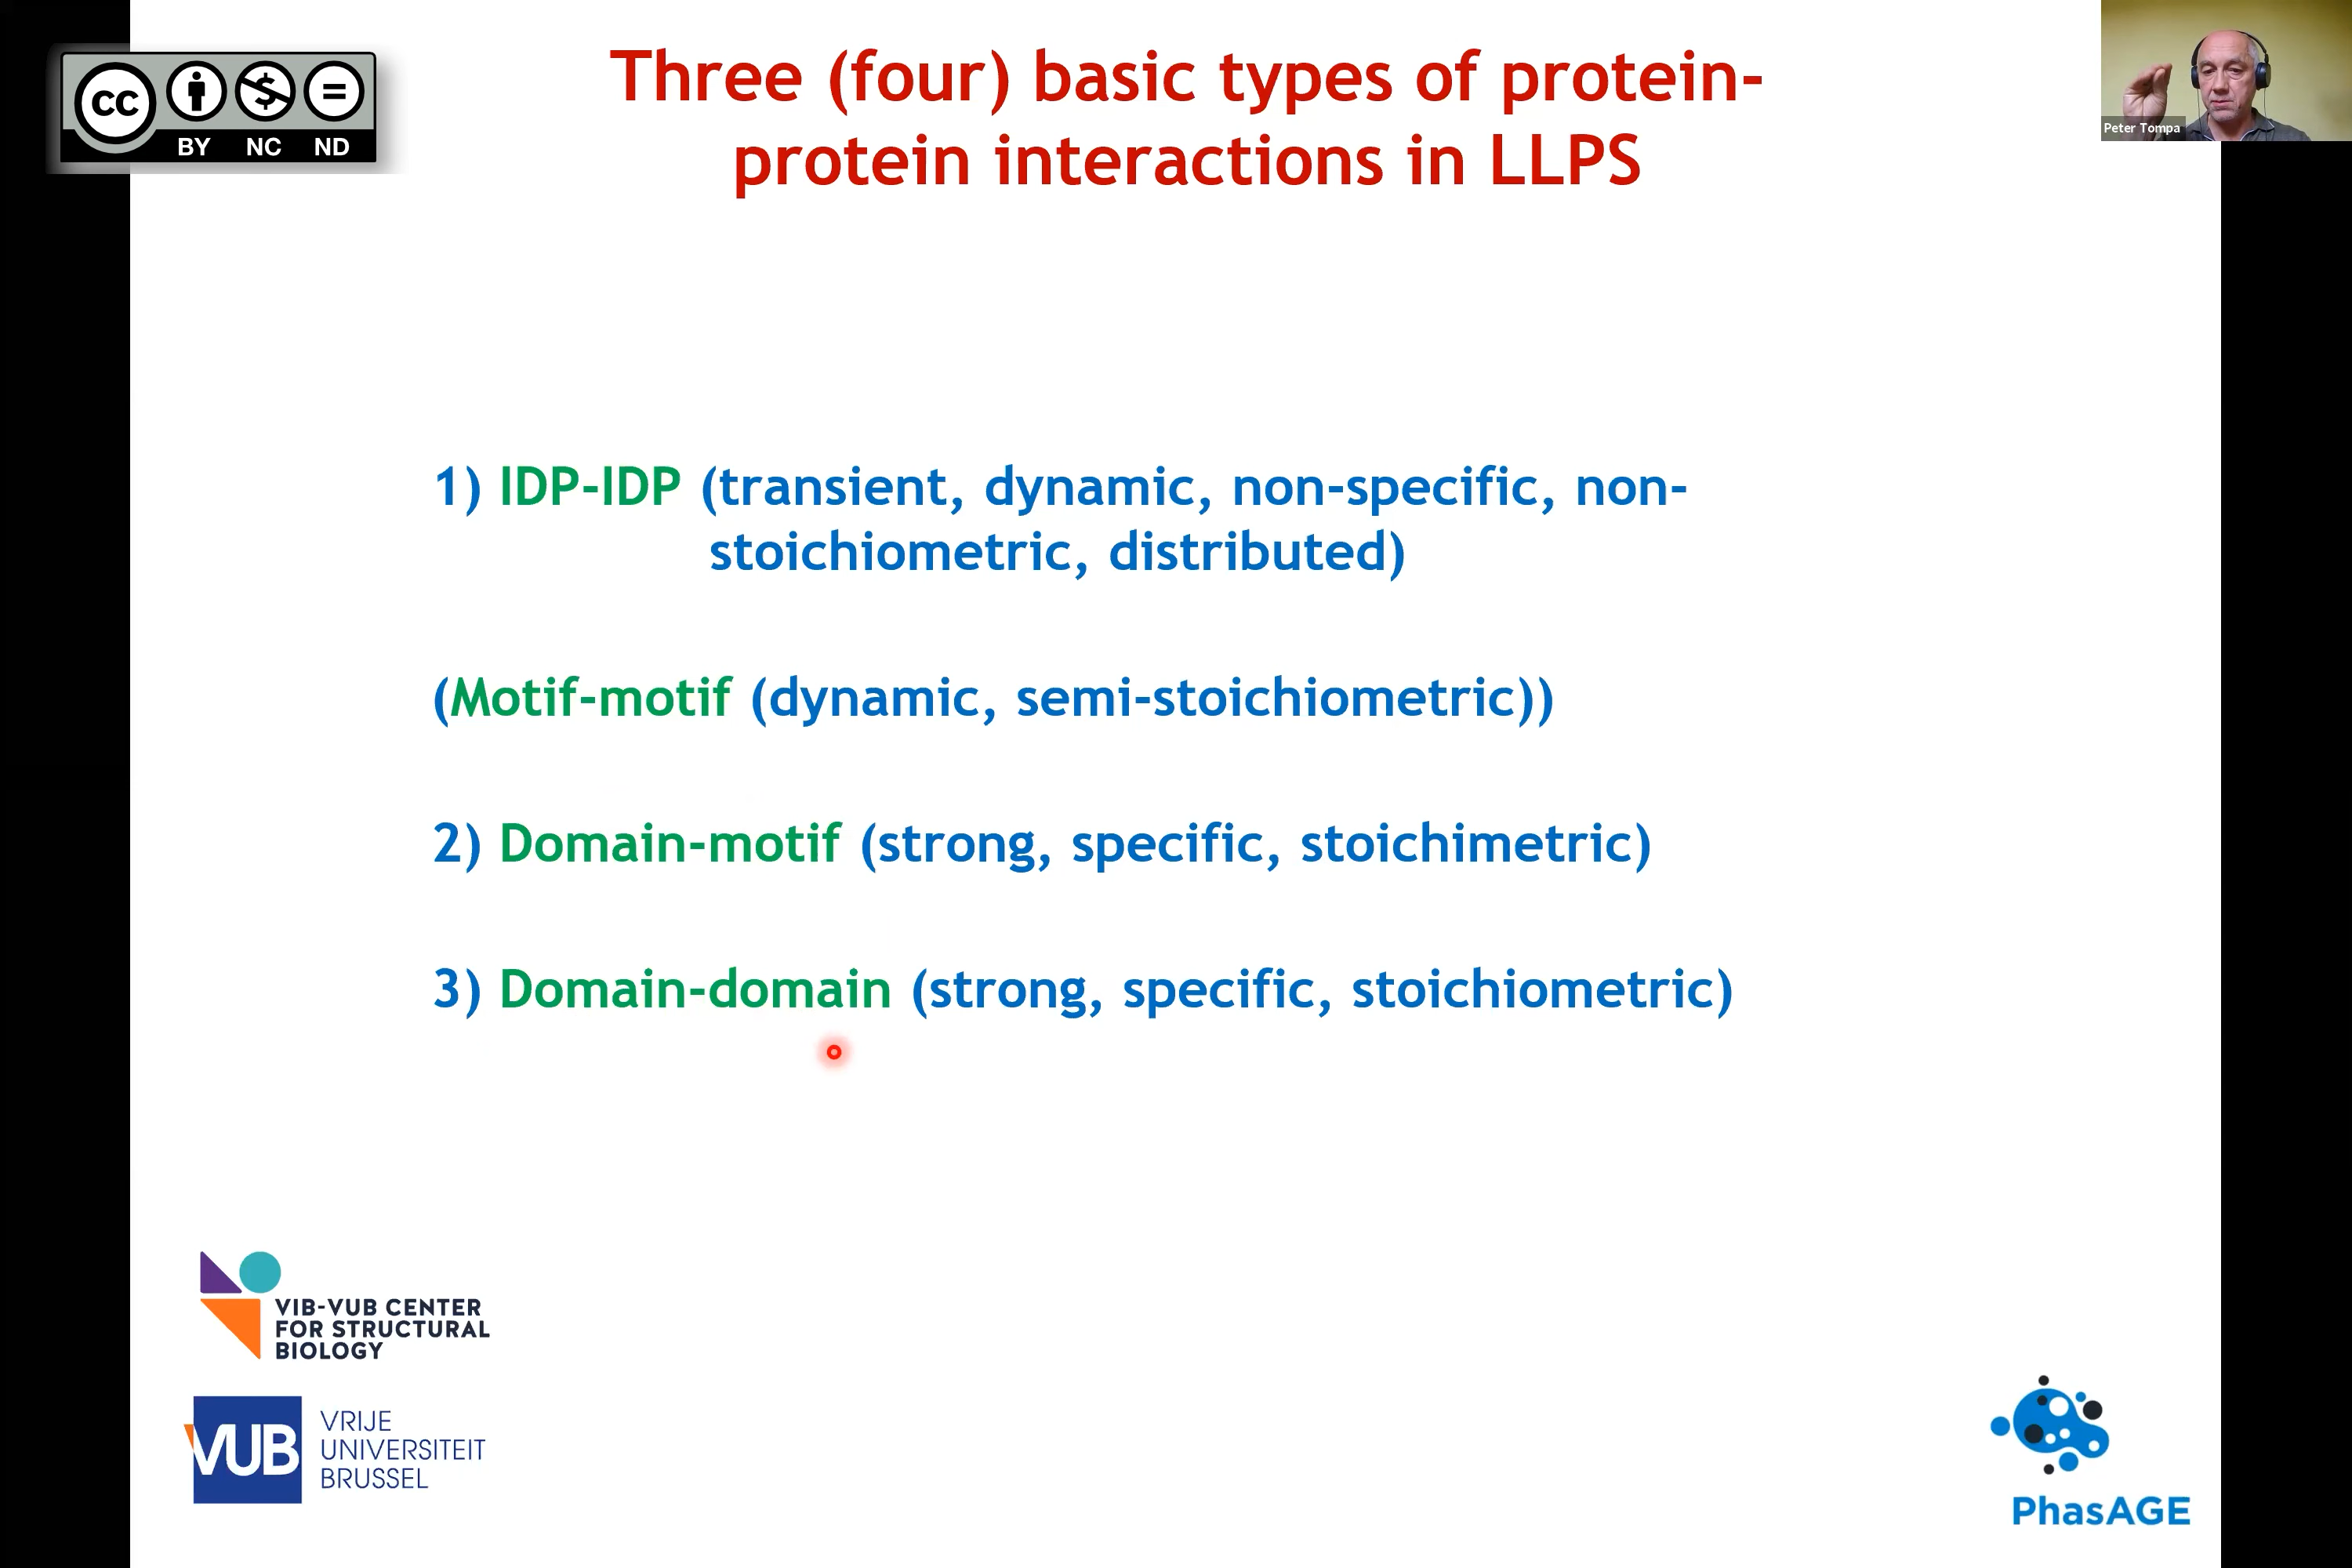 cc
BY NC ND
Three (four) basic types of protein-
protein interactions in LLPS
Peter Tompa
1) IDP-IDP (transient, dynamic, non-specific, non-
stoichiometric, distributed)
(Motif-motif (dynamic, semi-stoichiometric))
2) Domain-motif (strong, specific, stoichimetric)
3) Domain-domain (strong, specific, stoichiometric)
VIB-VUB CENTER
FOR STRUCTURAL
BIOLOGY
VUB
VRIJE
UNIVERSITEIT
BRUSSEL
PhasAGE